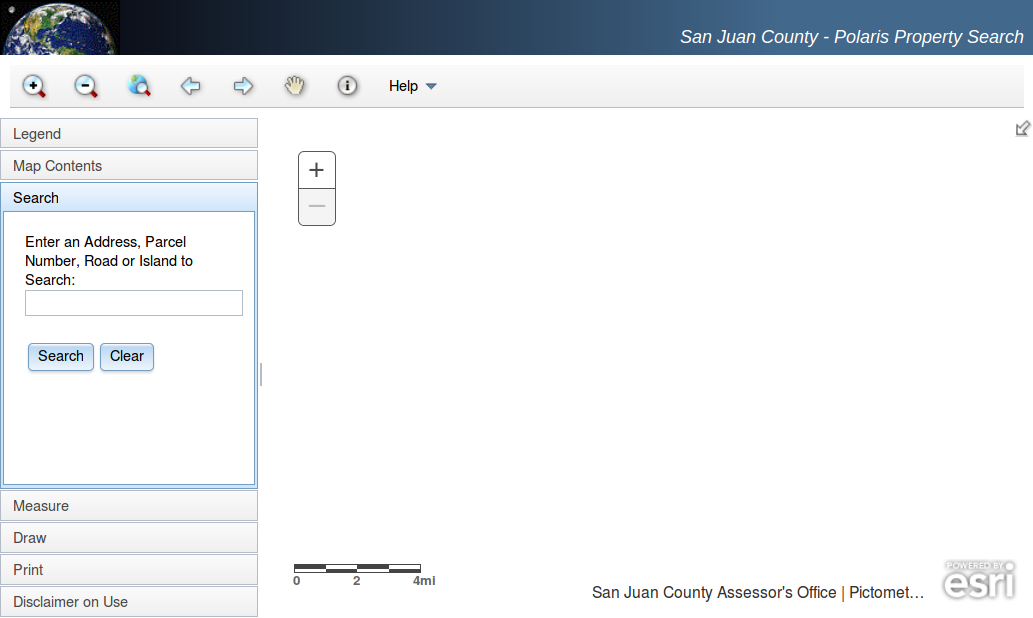 San Juan County - Polaris Property Search
Help
Legend
Map Contents
Search
Enter an Address, Parcel
Number, Road or Island to
Search:
Search Clear
Measure
Draw
Print
Disclaimer on Use
+
—
0 2 4mi
San Juan County Assessor's Office | Pictomet…
POWERED BY
esri